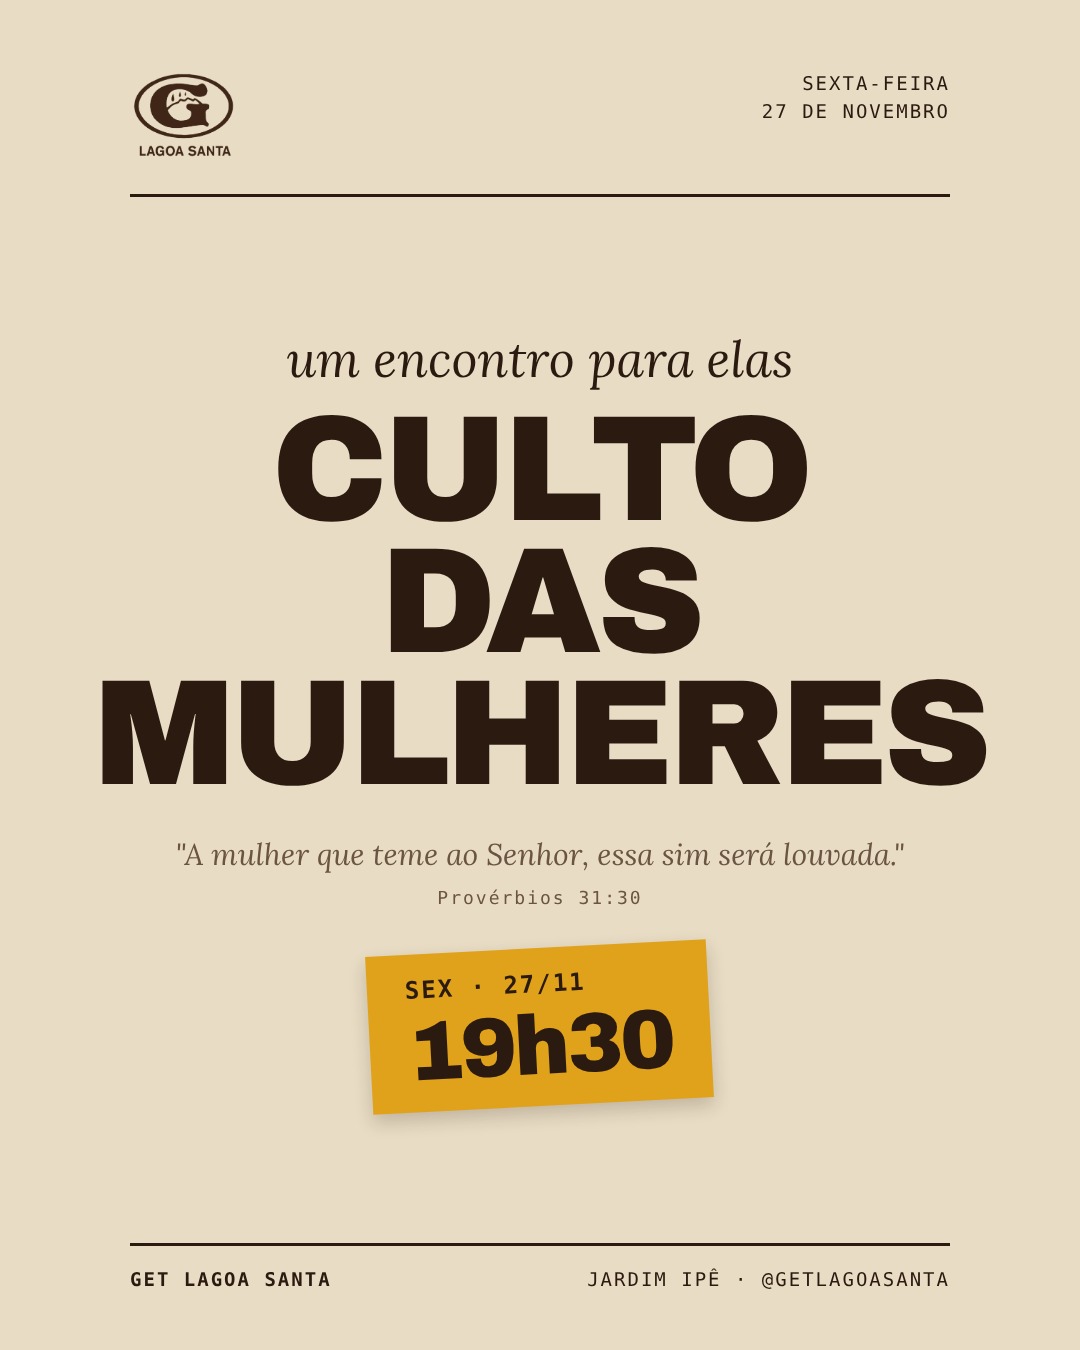 G
LAGOA SANTA
SEXTA-FEIRA
27 DE NOVEMBRO
um encontro para elas
CULTO
DAS
MULHERES
"A mulher que teme ao Senhor, essa sim será louvada."
Provérbios 31:30
SEX · 27/11
19h30
GET LAGOA SANTA
JARDIM IPÊ · @GETLAGOASANTA